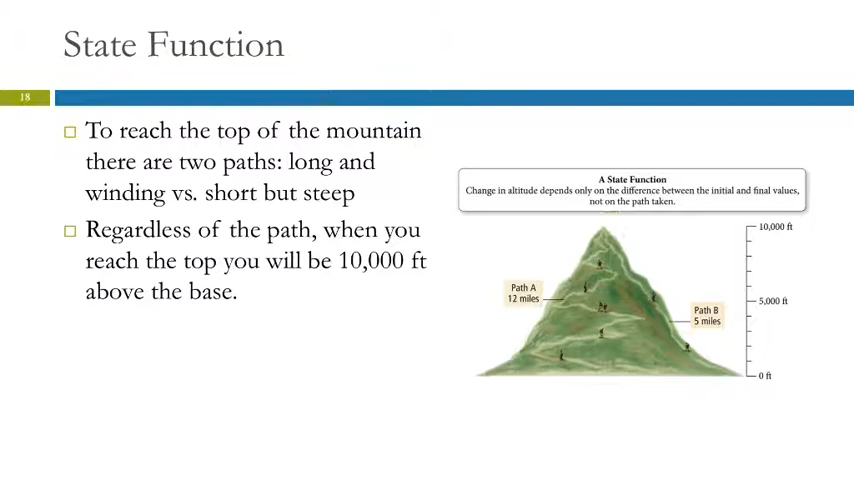 State Function
18
□ To reach the top of the mountain
there are two paths: long and
winding vs. short but steep
□ Regardless of the path, when you
reach the top you will be 10,000 ft
above the base.
A State Function
Change in altitude depends only on the difference between the initial and final values,
not on the path taken.
10,000 ft
Path A
12 miles
5,000 ft
Path B
5 miles
0 ft